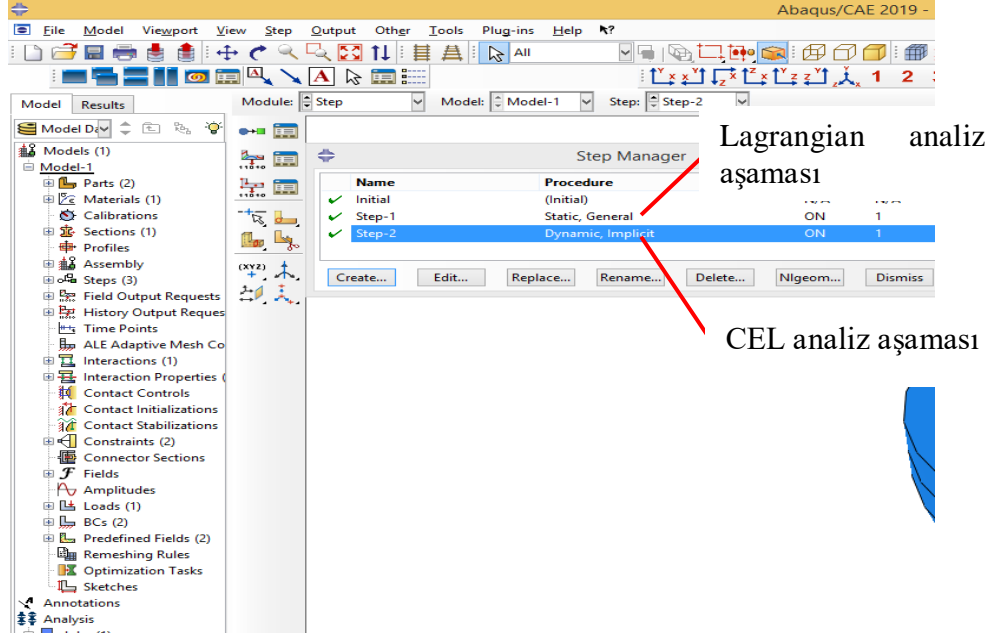 Abaqus/CAE 2019 -
File Model Viewport View Step Output Other Tools Plug-ins Help
All
1 2
Model Results
Module: Step Model: Model-1 Step: Step-2
Model Da
Models (1)
Model-1
Parts (2)
Materials (1)
Calibrations
Sections (1)
Profiles
Assembly
Steps (3)
Field Output Requests
History Output Reques
Time Points
ALE Adaptive Mesh Co
Interactions (1)
Interaction Properties (
Contact Controls
Contact Initializations
Contact Stabilizations
Constraints (2)
Connector Sections
Fields
Amplitudes
Loads (1)
BCs (2)
Predefined Fields (2)
Remeshing Rules
Optimization Tasks
Sketches
Annotations
Analysis
(XYZ)
Step Manager
Name Procedure
Initial (Initial)
Step-1 Static, General ON 1
Step-2 Dynamic, Implicit ON 1
Create... Edit... Replace... Rename... Delete... Nlgeom... Dismiss
Lagrangian analiz
aşaması
CEL analiz aşaması